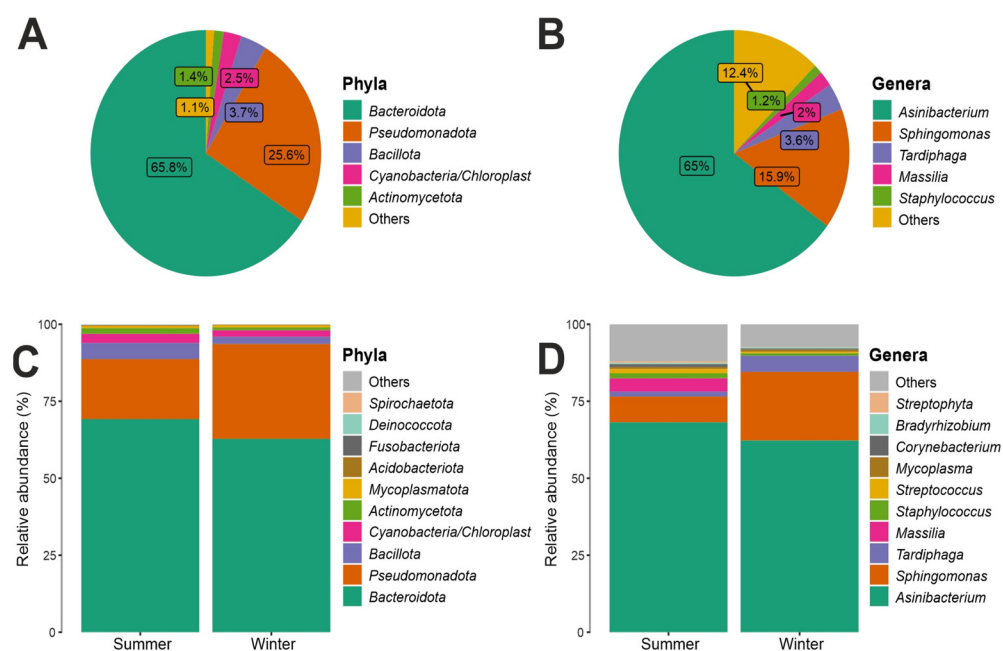 A
1.4%
2.5%
1.1%
3.7%
25.6%
65.8%
Phyla
Bacteroidota
Pseudomonadota
Bacillota
Cyanobacteria/Chloroplast
Actinomycetota
Others
B
12.4%
1.2%
2%
3.6%
65%
15.9%
Genera
Asinibacterium
Sphingomonas
Tardiphaga
Massilia
Staphylococcus
Others
C
Relative abundance (%)
100
75
50
25
0
Summer
Winter
Phyla
Others
Spirochaetota
Deinococcota
Fusobacteriota
Acidobacteriota
Mycoplasmatota
Actinomycetota
Cyanobacteria/Chloroplast
Bacillota
Pseudomonadota
Bacteroidota
D
Relative abundance (%)
100
75
50
25
0
Summer
Winter
Genera
Others
Streptophyta
Bradyrhizobium
Corynebacterium
Mycoplasma
Streptococcus
Staphylococcus
Massilia
Tardiphaga
Sphingomonas
Asinibacterium